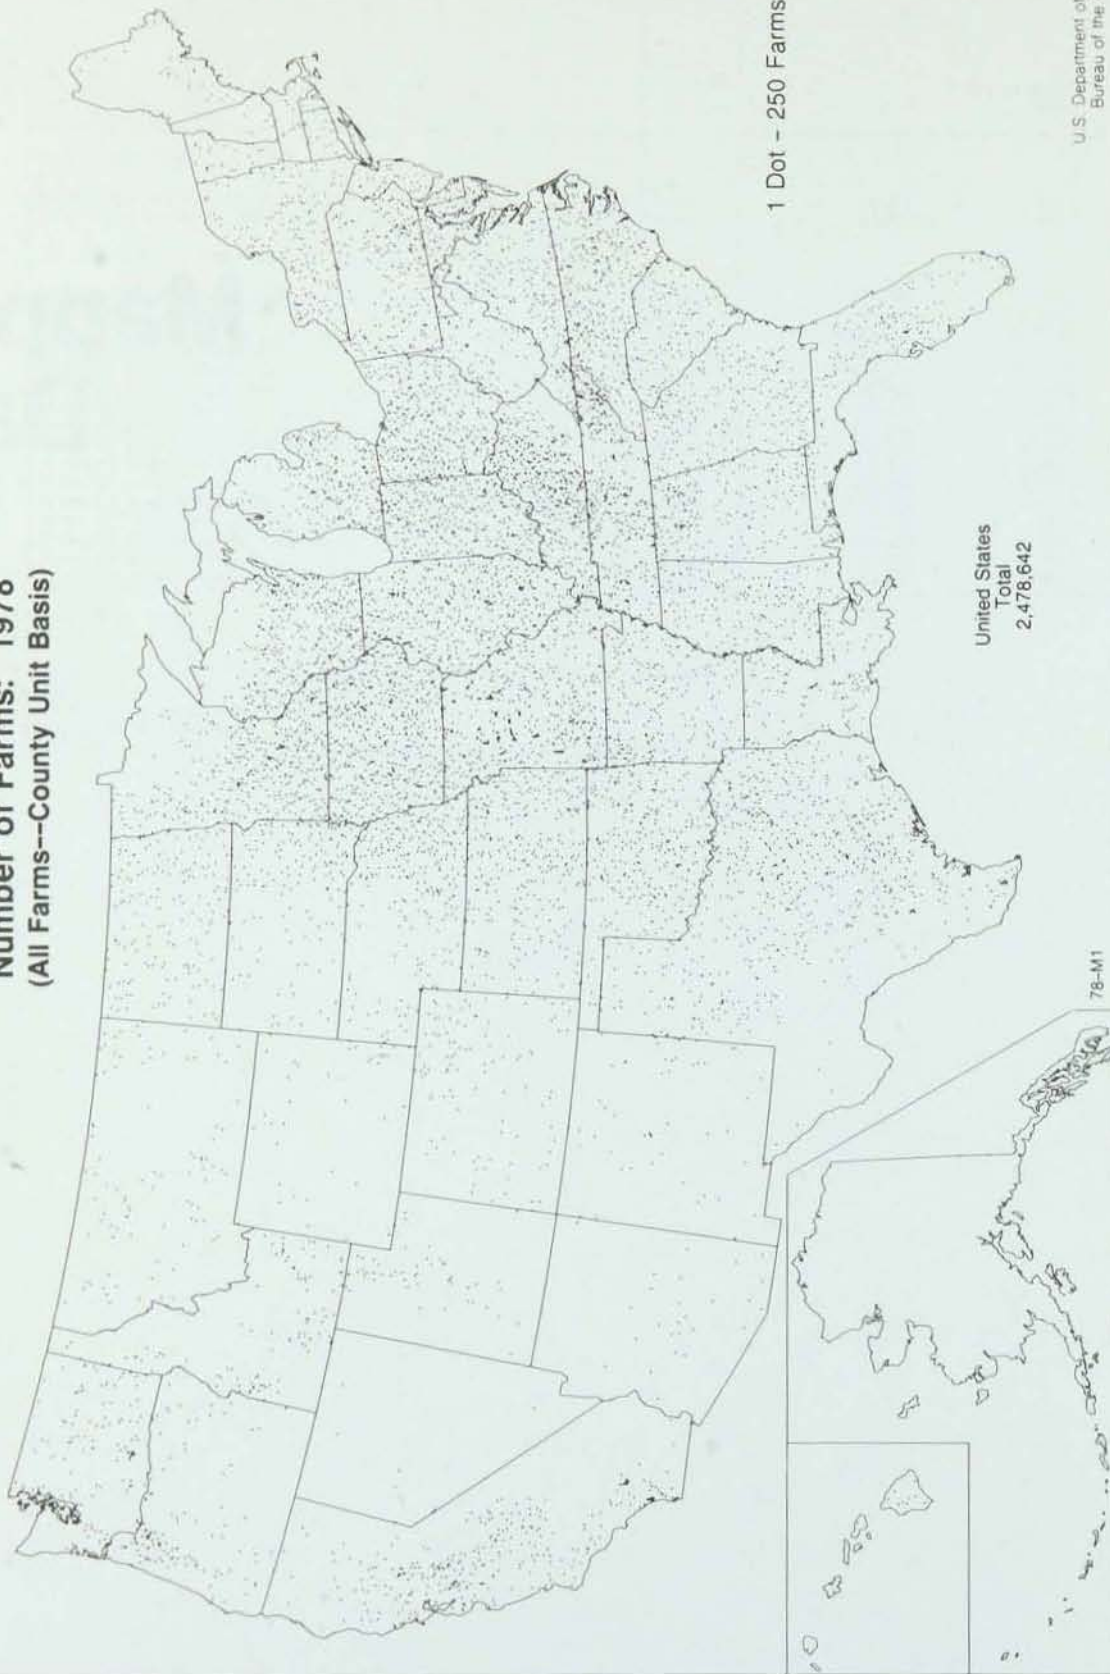 Number of Farms: 1978
(All Farms--County Unit Basis)
1 Dot - 250 Farms
United States
Total
2,478,642
78-M1
U.S. Department of
Bureau of the